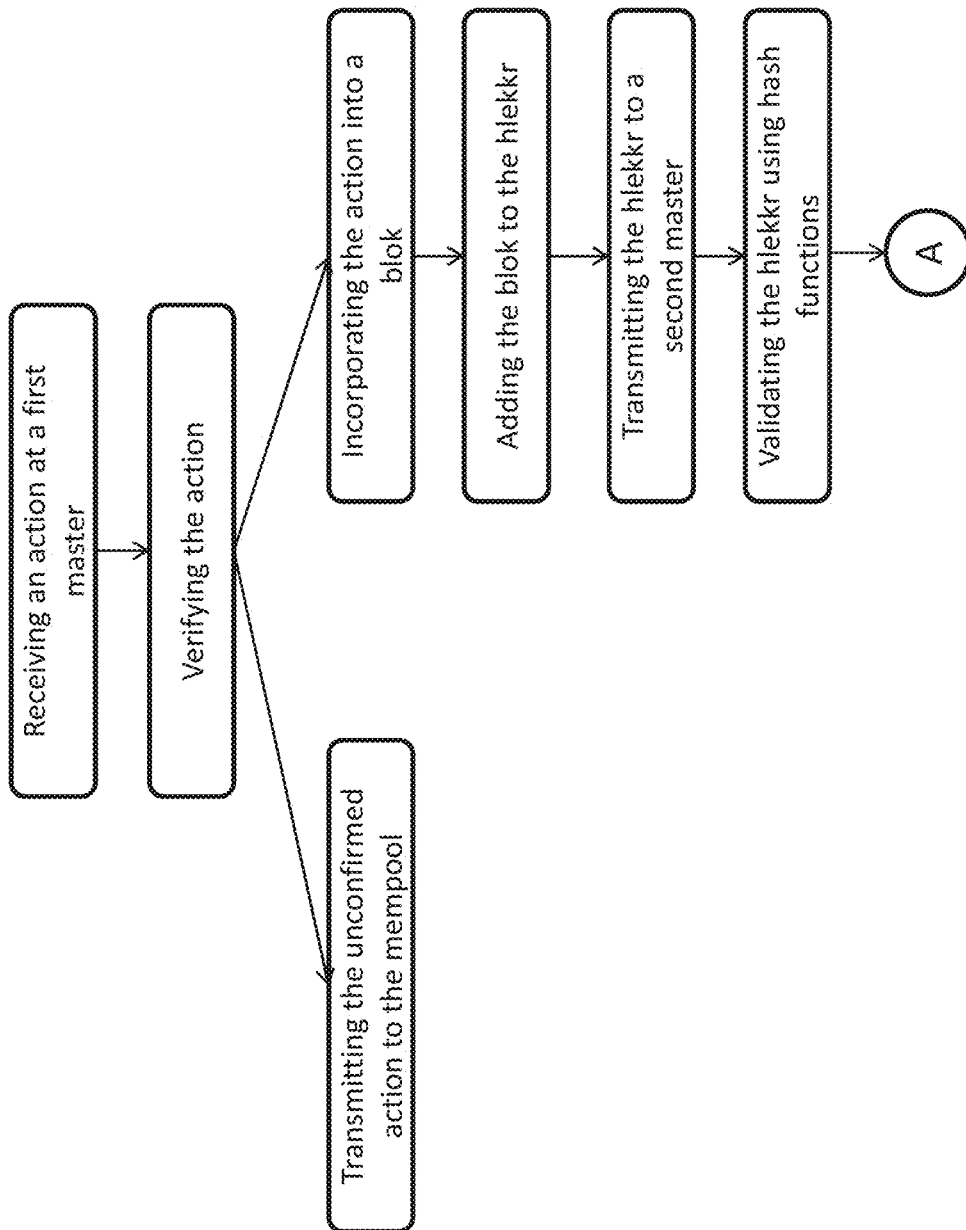 Receiving an action at a first
master
Verifying the action
Transmitting the unconfirmed
action to the mempool
Incorporating the action into a
blok
Adding the blok to the hlekkr
Transmitting the hlekkr to a
second master
Validating the hlekkr using hash
functions
A